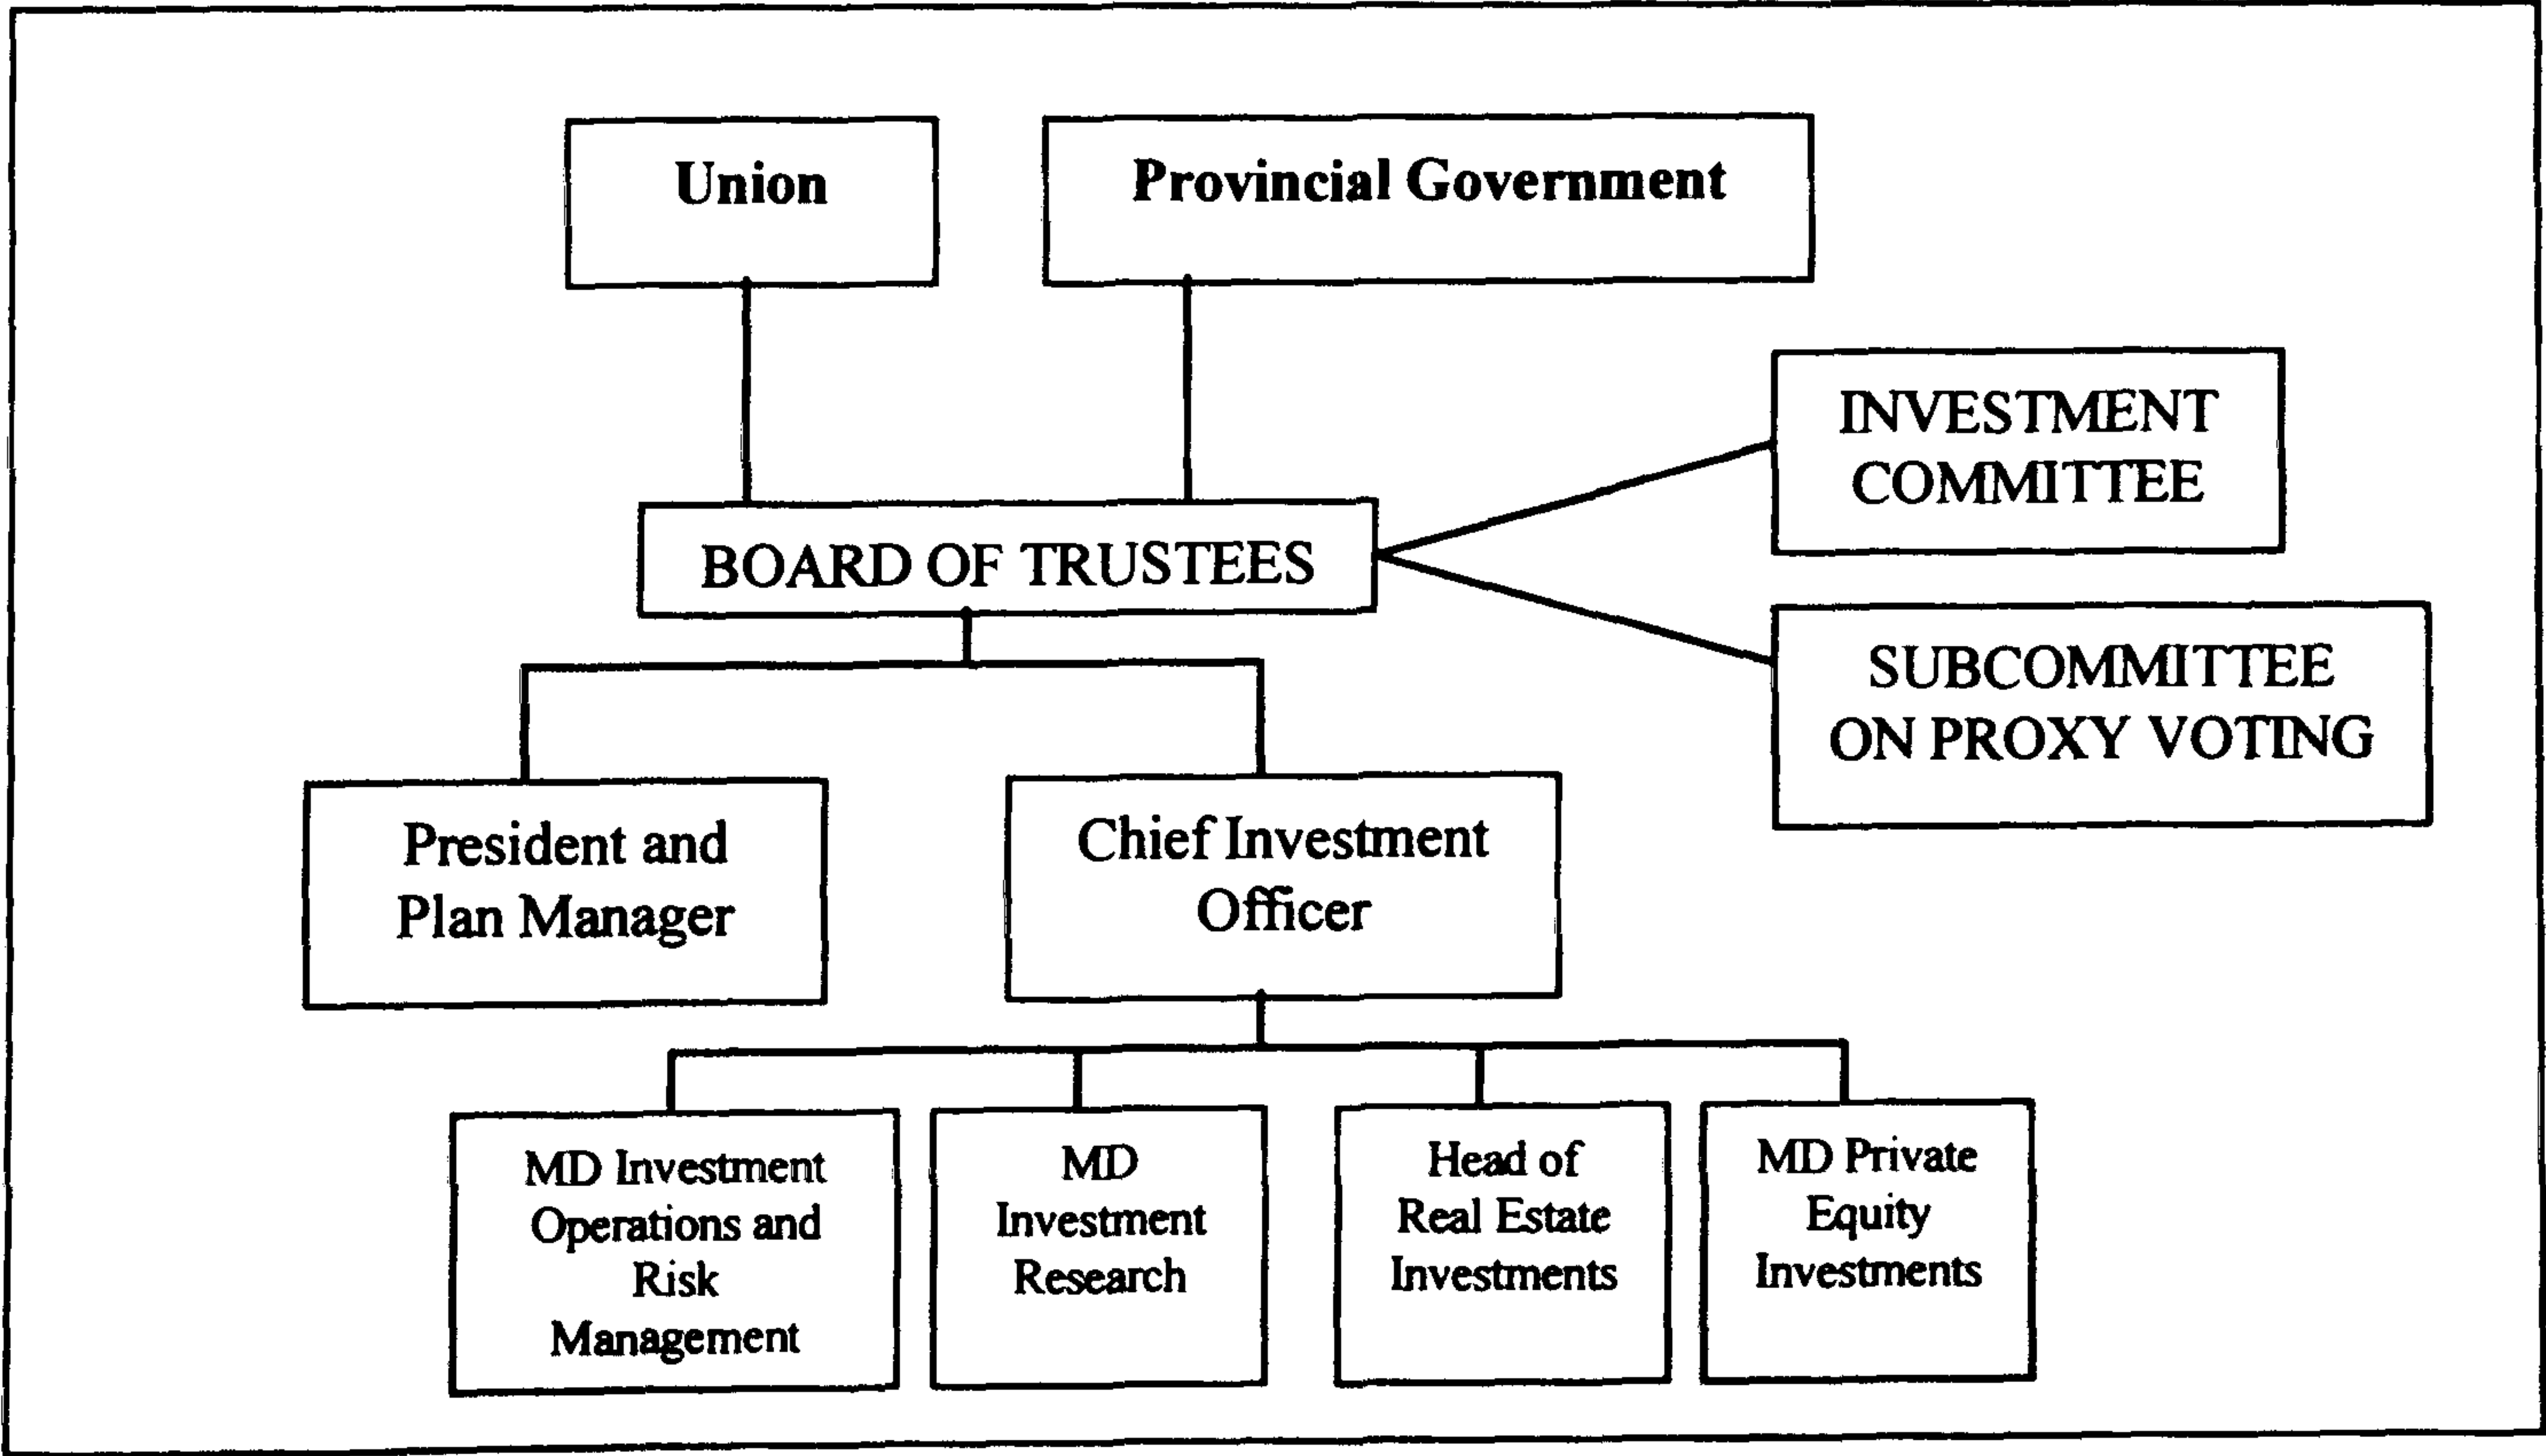 Union
Provincial Government
INVESTMENT
COMMITTEE
BOARD OF TRUSTEES
SUBCOMMITTEE
ON PROXY VOTING
President and
Plan Manager
Chief Investment
Officer
MD Investment
Operations and
Risk
Management
MD
Investment
Research
Head of
Real Estate
Investments
MD Private
Equity
Investments